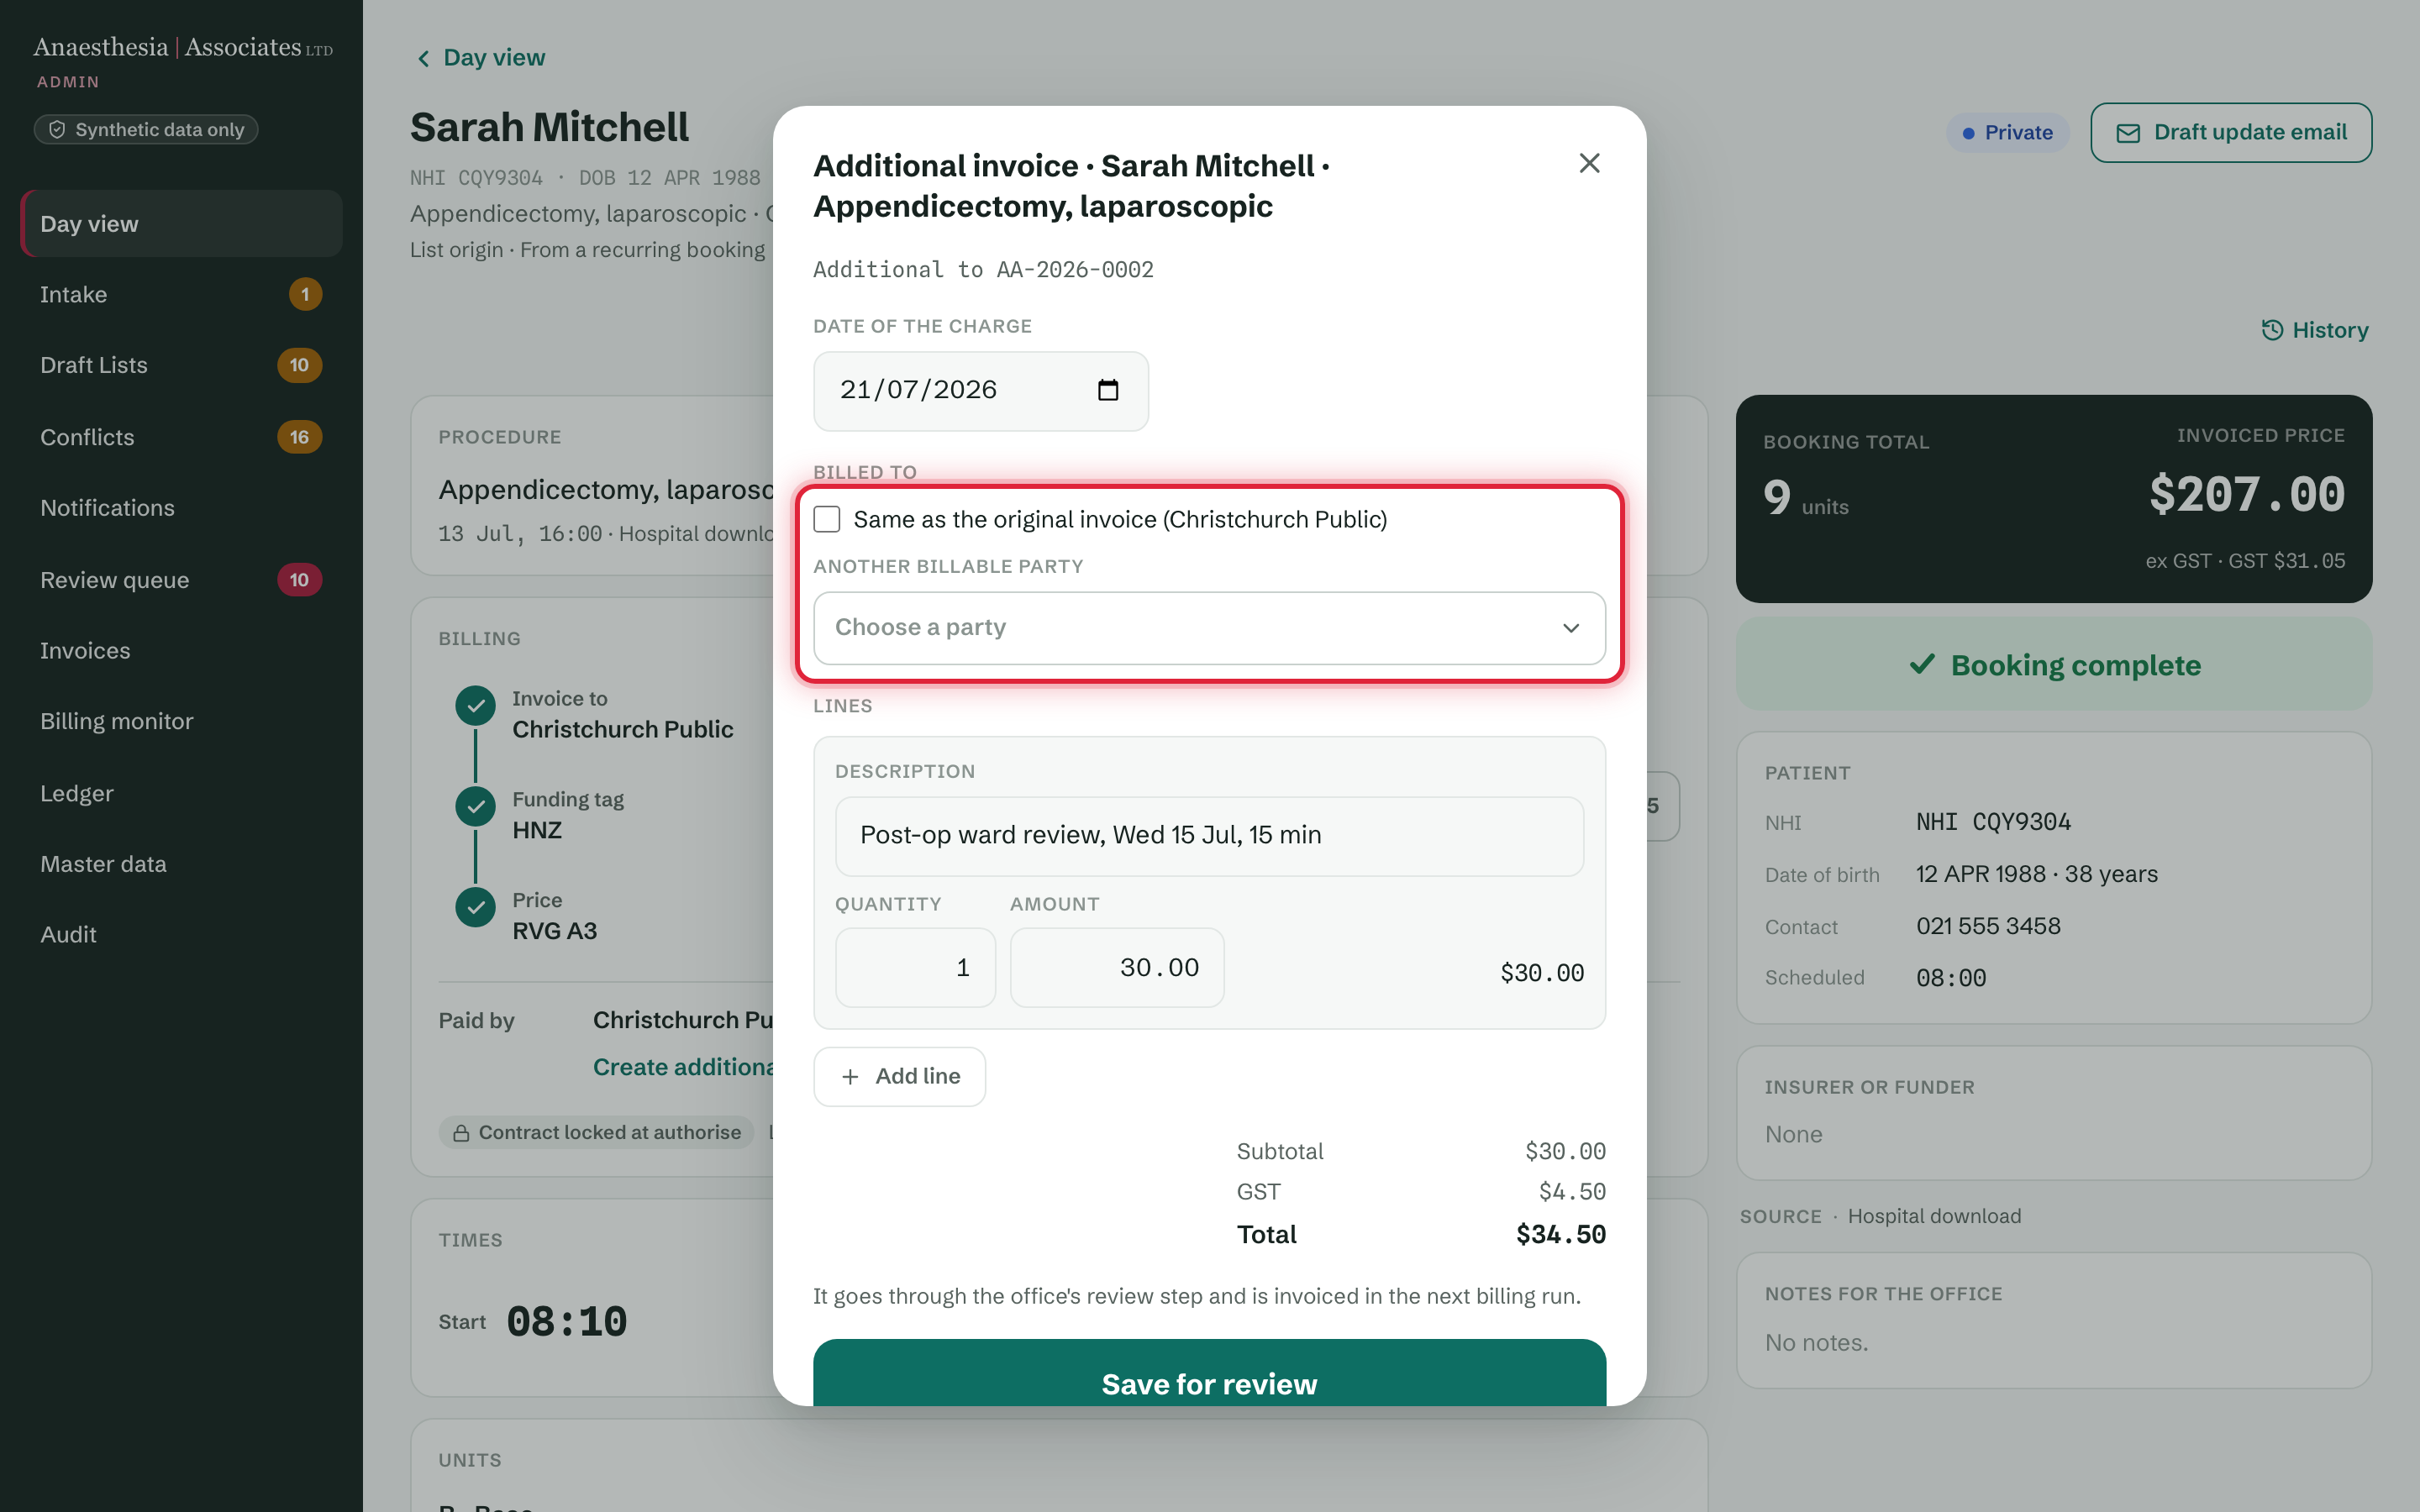 Anaesthesia | Associates LTD
ADMIN
Synthetic data only
Day view
Intake 1
Draft Lists 10
Conflicts 16
Notifications
Review queue 10
Invoices
Billing monitor
Ledger
Master data
Audit
Day view
Sarah Mitchell
NHI CQY9304 · DOB 12 APR 1988
Appendicectomy, laparoscopic ·
List origin · From a recurring booking
Private
Draft update email
History
PROCEDURE
Appendicectomy, laparosc
13 Jul, 16:00 · Hospital downlo
BILLING
Invoice to
Christchurch Public
Funding tag
HNZ
Price
RVG A3
Paid by Christchurch Pu
Create additiona
Contract locked at authorise
TIMES
Start 08:10
UNITS
Additional invoice · Sarah Mitchell ·
Appendicectomy, laparoscopic
Additional to AA-2026-0002
DATE OF THE CHARGE
21/07/2026
BILLED TO
Same as the original invoice (Christchurch Public)
ANOTHER BILLABLE PARTY
Choose a party
LINES
DESCRIPTION
Post-op ward review, Wed 15 Jul, 15 min
QUANTITY AMOUNT
1 30.00 $30.00
+ Add line
Subtotal $30.00
GST $4.50
Total $34.50
It goes through the office's review step and is invoiced in the next billing run.
Save for review
5
BOOKING TOTAL INVOICED PRICE
9 units $207.00
ex GST · GST $31.05
Booking complete
PATIENT
NHI NHI CQY9304
Date of birth 12 APR 1988 · 38 years
Contact 021 555 3458
Scheduled 08:00
INSURER OR FUNDER
None
SOURCE · Hospital download
NOTES FOR THE OFFICE
No notes.